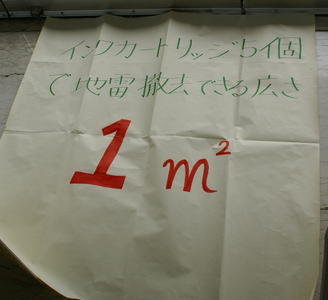 インクカートリッジ5個
で地雷撤去できる広さ
1 m²